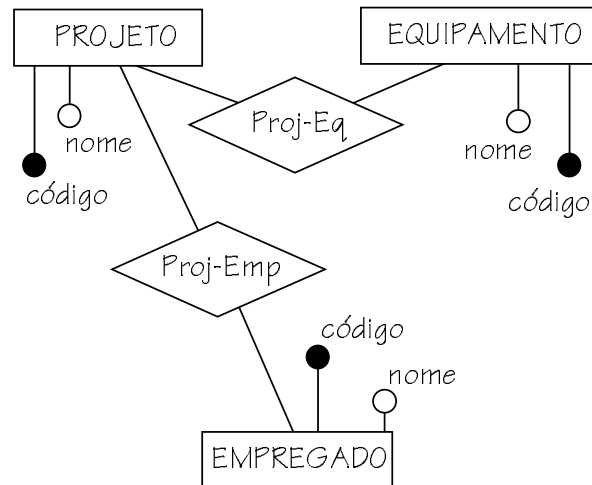 PROJETO
EQUIPAMENTO
Proj-Eq
nome
nome
código
código
Proj-Emp
código
nome
EMPREGADO